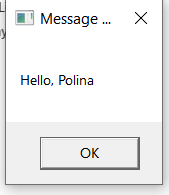 Message ...
Hello, Polina
OK